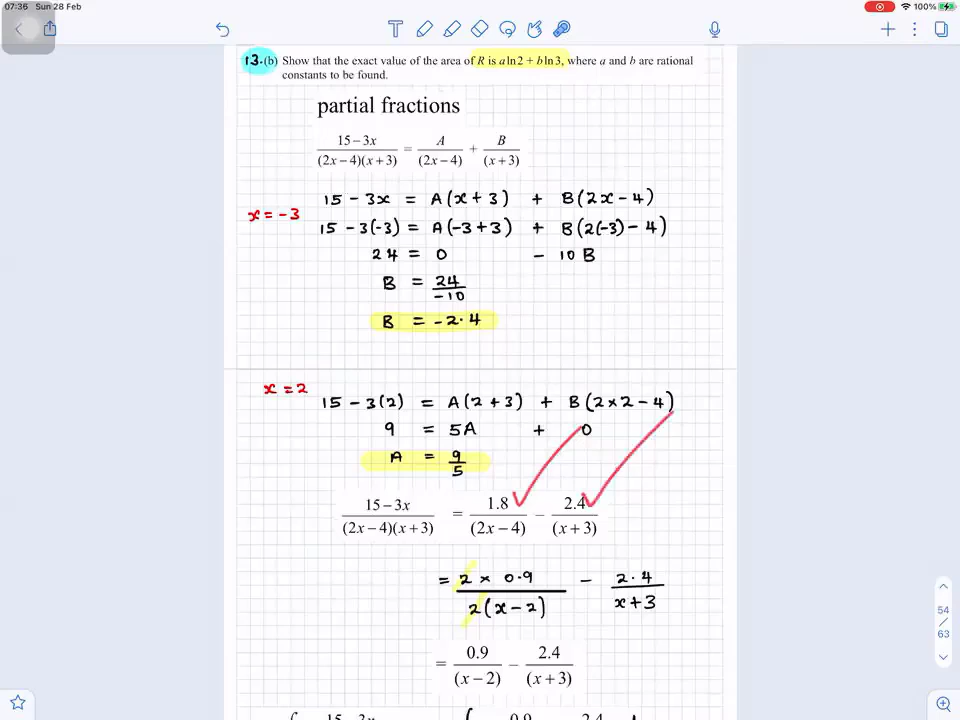 07:36 Sun 28 Feb
100%
13.(b) Show that the exact value of the area of R is a ln 2 + b ln 3, where a and b are rational
constants to be found.
partial fractions
15 − 3x / (2x − 4)(x + 3) = A / (2x − 4) + B / (x + 3)
15 − 3x = A(x + 3) + B(2x − 4)
x = −3
15 − 3(−3) = A(−3 + 3) + B(2(−3) − 4)
24 = 0 − 10 B
B = 24 / −10
B = −2.4
x = 2
15 − 3(2) = A(2 + 3) + B(2 × 2 − 4)
9 = 5A + 0
A = 9 / 5
15 − 3x / (2x − 4)(x + 3) = 1.8 / (2x − 4) − 2.4 / (x + 3)
= 2 × 0.9 / 2(x − 2) − 2.4 / x + 3
= 0.9 / (x − 2) − 2.4 / (x + 3)
54
/
63